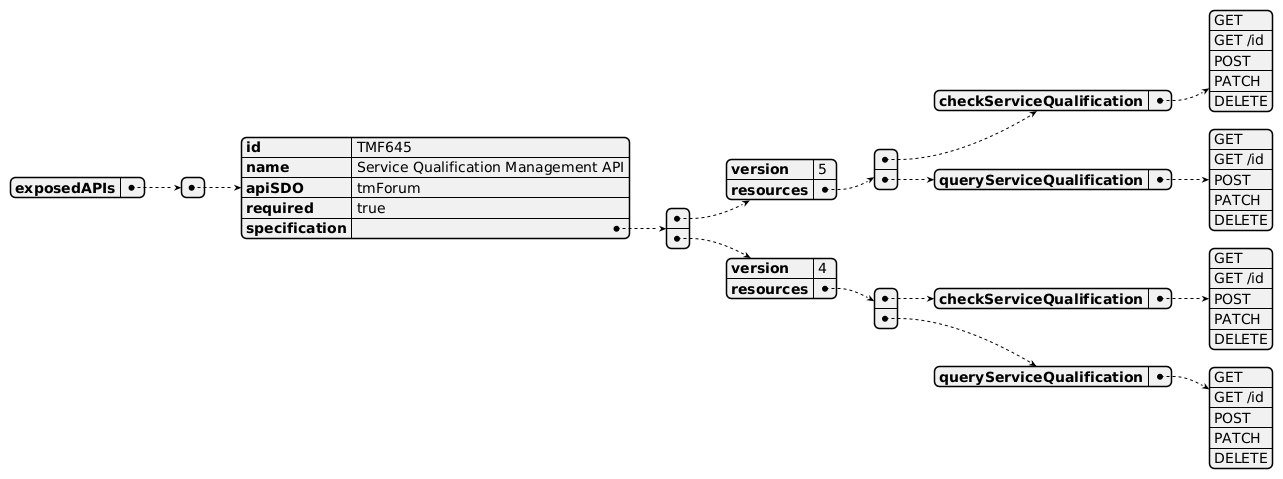 exposedAPIs
id TMF645
name Service Qualification Management API
apiSDO tmForum
required true
specification
version 5
resources
checkServiceQualification
GET
GET /id
POST
PATCH
DELETE
queryServiceQualification
GET
GET /id
POST
PATCH
DELETE
version 4
resources
checkServiceQualification
GET
GET /id
POST
PATCH
DELETE
queryServiceQualification
GET
GET /id
POST
PATCH
DELETE